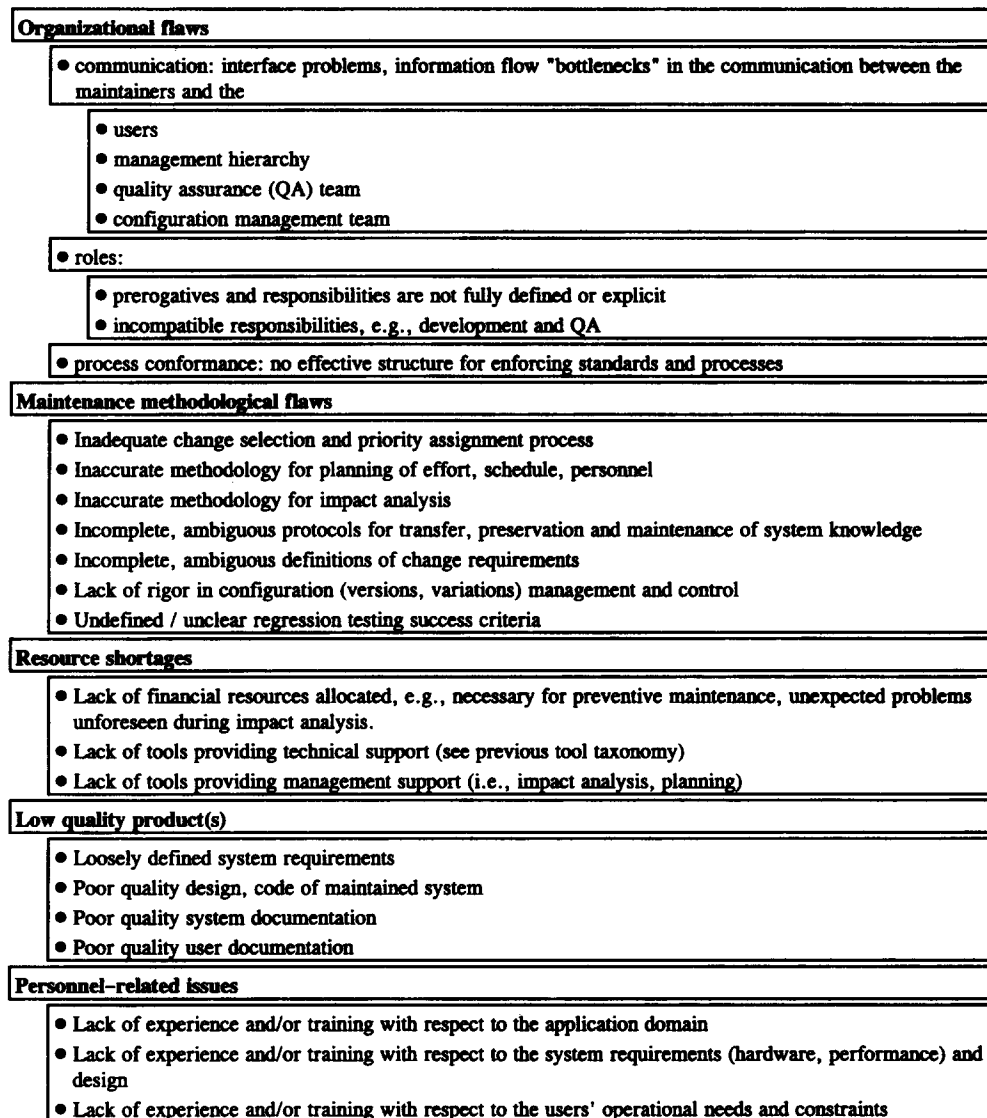 Organizational flaws
● communication: interface problems, information flow "bottlenecks" in the communication between the
maintainers and the
● users
● management hierarchy
● quality assurance (QA) team
● configuration management team
● roles:
● prerogatives and responsibilities are not fully defined or explicit
● incompatible responsibilities, e.g., development and QA
● process conformance: no effective structure for enforcing standards and processes
Maintenance methodological flaws
● Inadequate change selection and priority assignment process
● Inaccurate methodology for planning of effort, schedule, personnel
● Inaccurate methodology for impact analysis
● Incomplete, ambiguous protocols for transfer, preservation and maintenance of system knowledge
● Incomplete, ambiguous definitions of change requirements
● Lack of rigor in configuration (versions, variations) management and control
● Undefined / unclear regression testing success criteria
Resource shortages
● Lack of financial resources allocated, e.g., necessary for preventive maintenance, unexpected problems
unforeseen during impact analysis.
● Lack of tools providing technical support (see previous tool taxonomy)
● Lack of tools providing management support (i.e., impact analysis, planning)
Low quality product(s)
● Loosely defined system requirements
● Poor quality design, code of maintained system
● Poor quality system documentation
● Poor quality user documentation
Personnel-related issues
● Lack of experience and/or training with respect to the application domain
● Lack of experience and/or training with respect to the system requirements (hardware, performance) and
design
● Lack of experience and/or training with respect to the users' operational needs and constraints